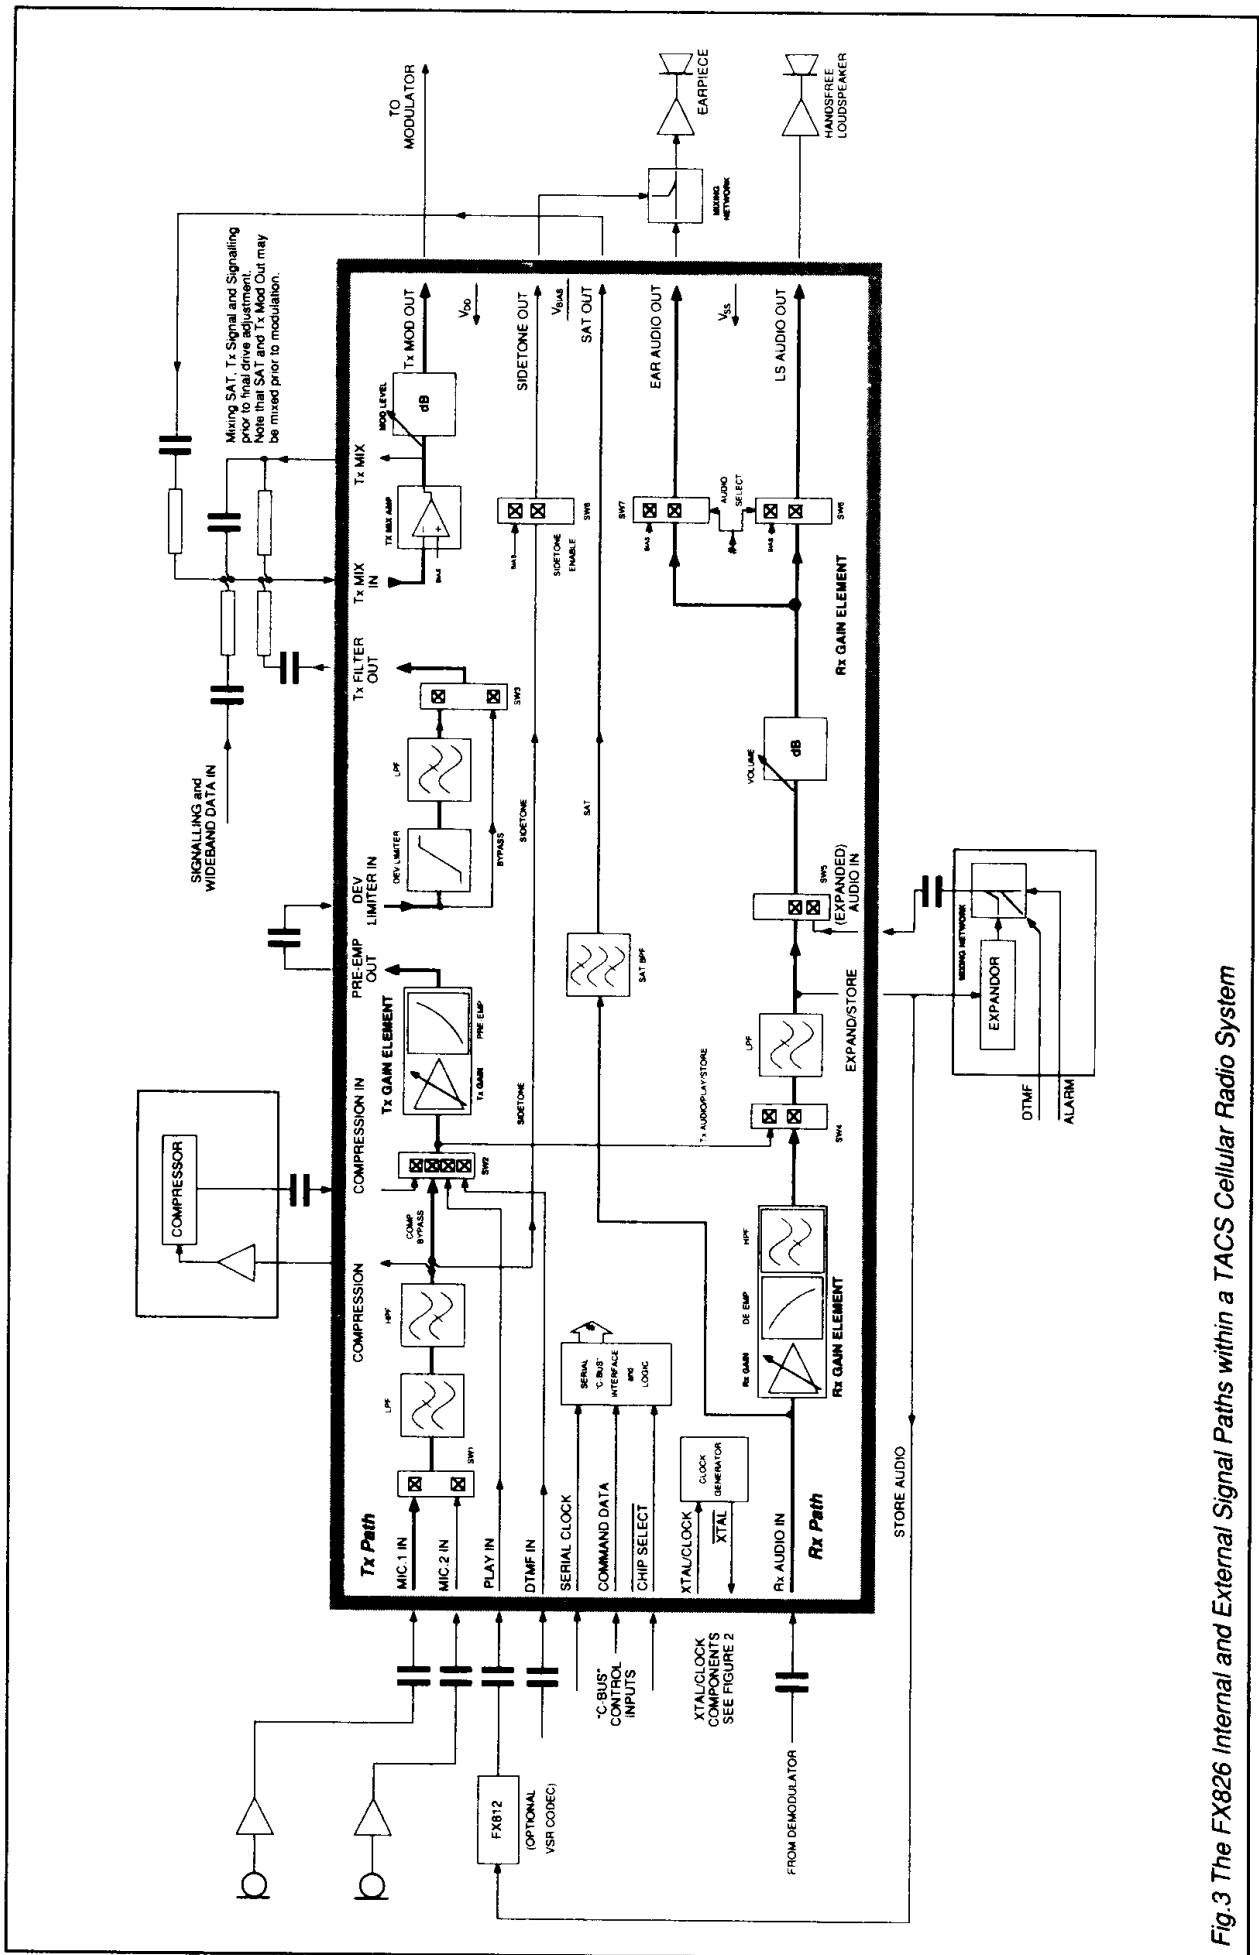 Mixing SAT, Tx Signal and Signalling
prior to final drive adjustment.
Note that SAT and Tx Mod Out may
be mixed prior to modulation.
SIGNALLING and
WIDEBAND DATA IN
TO
MODULATOR
COMPRESSOR
COMPRESSION
COMPRESSION IN
PRE-EMP
OUT
DEV
LIMITER IN
Tx FILTER
OUT
Tx MIX
IN
Tx MIX
Tx Path
MIC.1 IN
MIC.2 IN
PLAY IN
DTMF IN
SERIAL CLOCK
COMMAND DATA
CHIP SELECT
XTAL/CLOCK
XTAL
Rx AUDIO IN
Rx Path
SW1
LPF
HPF
COMP
BYPASS
SW2
Tx GAIN ELEMENT
Tx GAIN
PRE EMP
DEV LIMITER
LPF
BYPASS
SW3
TX MIX AMP
BIAS
MOD LEVEL
dB
Tx MOD OUT
VDD
SIDETONE
SIDETONE
BIAS
SIDETONE
ENABLE
SW8
SIDETONE OUT
VBIAS
SAT BPF
SAT
SAT OUT
SERIAL
"C-BUS"
INTERFACE
and
LOGIC
#
CLOCK
GENERATOR
Rx GAIN
DE EMP
HPF
Rx GAIN ELEMENT
Tx AUDIO/PLAY/STORE
SW4
LPF
EXPAND/STORE
SW5
(EXPANDED)
AUDIO IN
VOLUME
dB
Rx GAIN ELEMENT
SW7
BIAS
AUDIO
SELECT
#
BIAS
SW6
EAR AUDIO OUT
VSS
LS AUDIO OUT
MIXING
NETWORK
EARPIECE
HANDSFREE
LOUDSPEAKER
FX812
(OPTIONAL
VSR CODEC)
"C-BUS"
CONTROL
INPUTS
XTAL/CLOCK
COMPONENTS
SEE FIGURE 2
FROM DEMODULATOR
STORE AUDIO
MIXING NETWORK
EXPANDOR
DTMF
ALARM
Fig.3 The FX826 Internal and External Signal Paths within a TACS Cellular Radio System